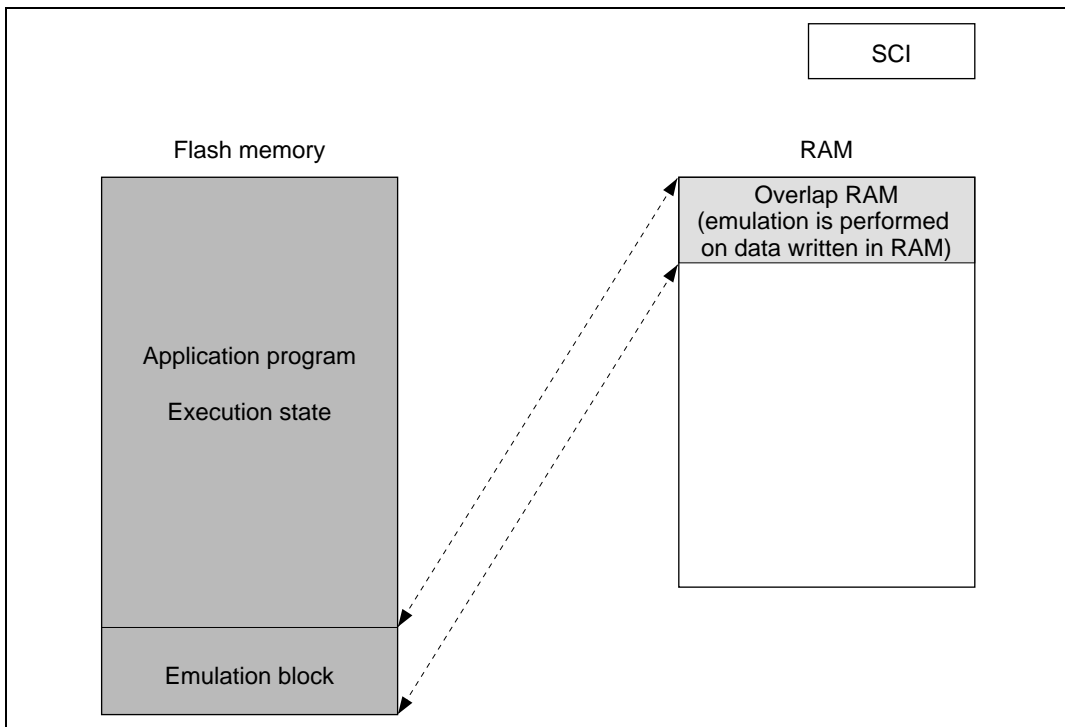 SCI
Flash memory
RAM
Overlap RAM
(emulation is performed
on data written in RAM)
Application program
Execution state
Emulation block